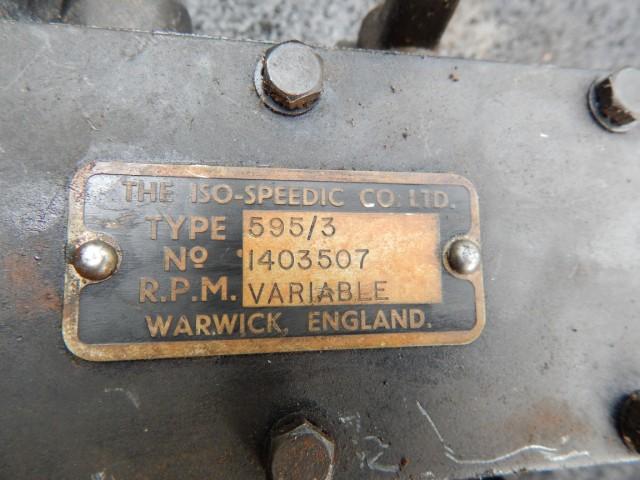 THE ISO-SPEEDIC CO. LTD.
TYPE 595/3
Nº 1403507
R.P.M. VARIABLE
WARWICK, ENGLAND.